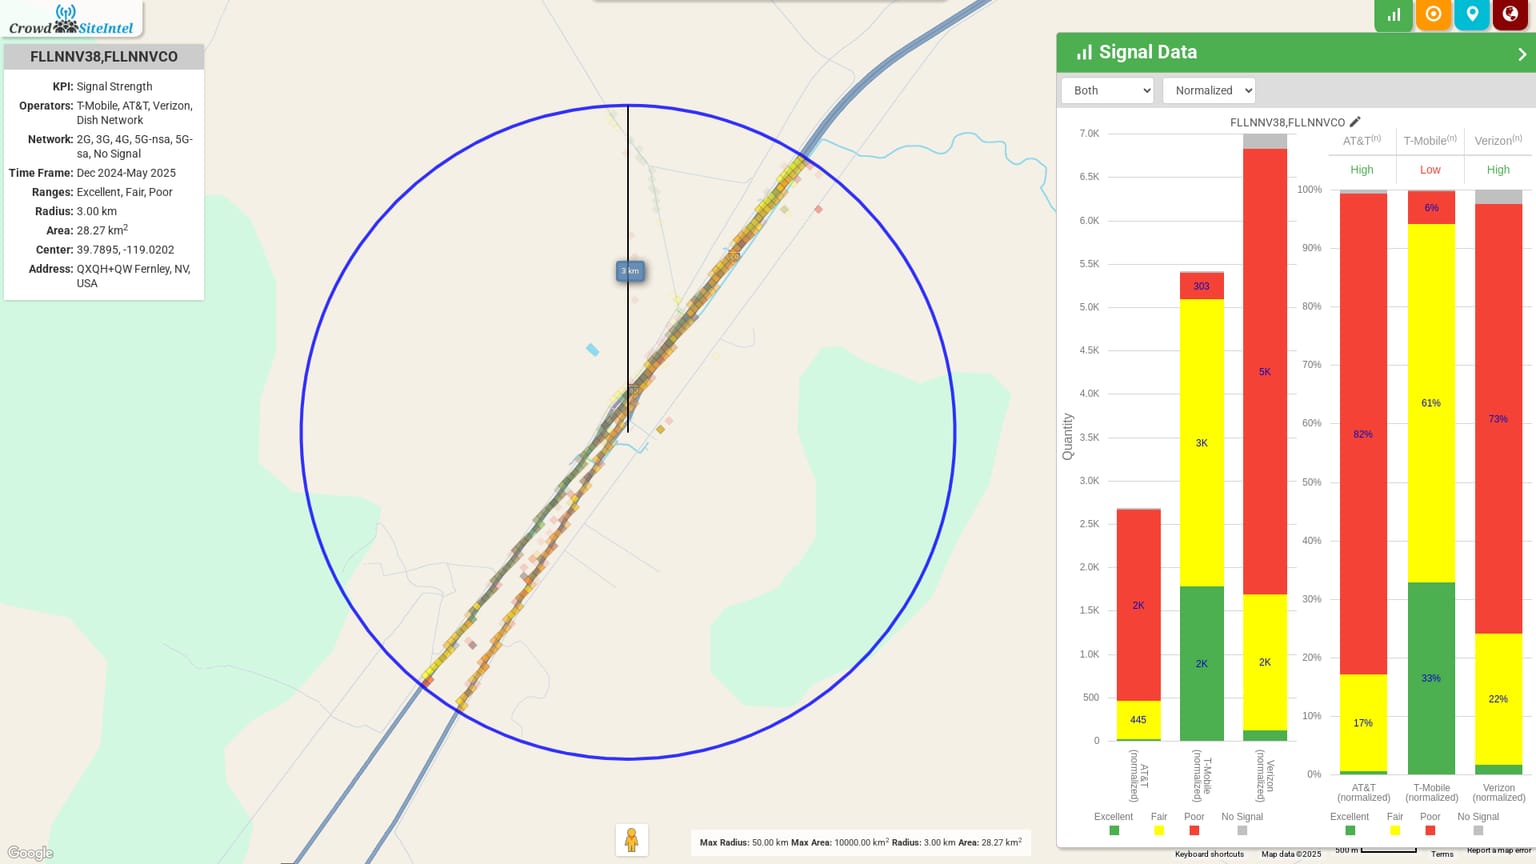 Crowd SiteIntel
FLLNNV38,FLLNNVCO
KPI: Signal Strength
Operators: T-Mobile, AT&T, Verizon,
Dish Network
Network: 2G, 3G, 4G, 5G-nsa, 5G-
sa, No Signal
Time Frame: Dec 2024-May 2025
Ranges: Excellent, Fair, Poor
Radius: 3.00 km
Area: 28.27 km²
Center: 39.7895, -119.0202
Address: QXQH+QW Fernley, NV,
USA
3 km
Google
Max Radius: 50.00 km Max Area: 10000.00 km² Radius: 3.00 km Area: 28.27 km²
Signal Data
Both
Normalized
FLLNNV38,FLLNNVCO
Quantity
7.0K
6.5K
6.0K
5.5K
5.0K
4.5K
4.0K
3.5K
3.0K
2.5K
2.0K
1.5K
1.0K
500
0
2K
445
303
3K
2K
5K
2K
AT&T
(normalized)
T-Mobile
(normalized)
Verizon
(normalized)
Excellent Fair Poor No Signal
AT&T(n) T-Mobile(n) Verizon(n)
High Low High
100%
90%
80%
70%
60%
50%
40%
30%
20%
10%
0%
82%
17%
6%
61%
33%
73%
22%
AT&T
(normalized)
T-Mobile
(normalized)
Verizon
(normalized)
Excellent Fair Poor No Signal
Keyboard shortcuts Map data ©2025 500 m Terms Report a map error